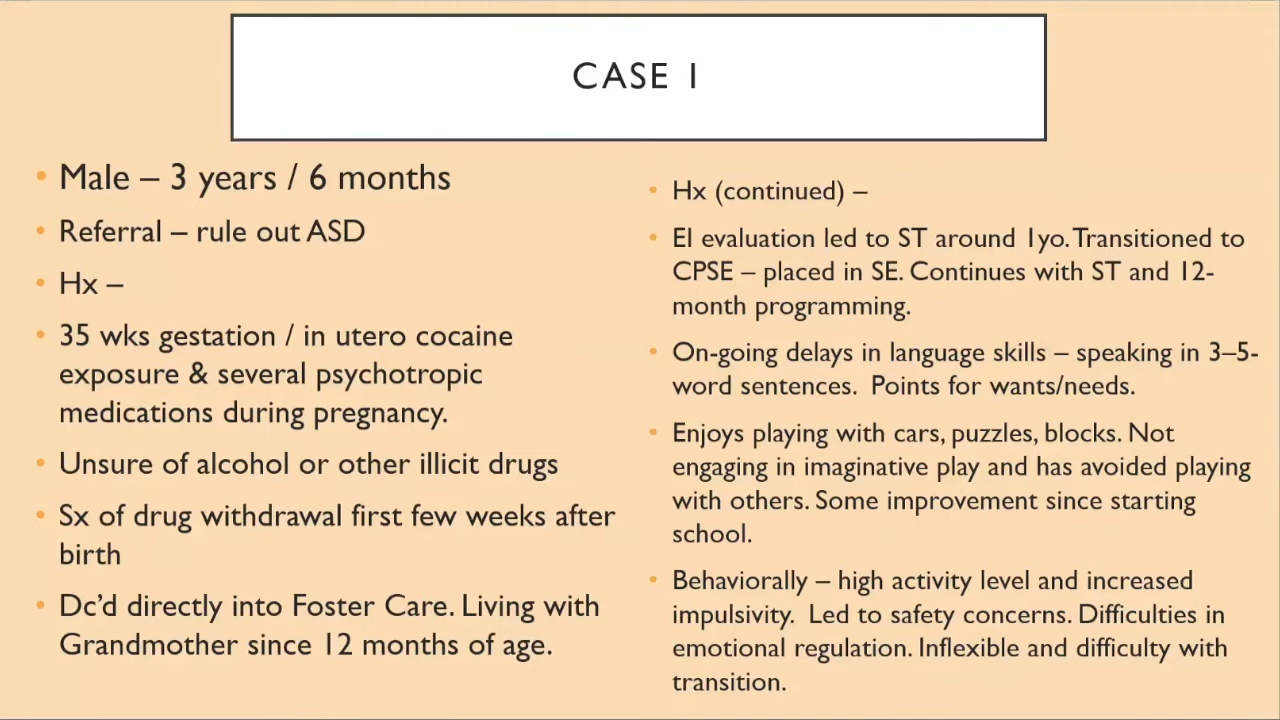 CASE 1
• Male – 3 years / 6 months
• Referral – rule out ASD
• Hx –
• 35 wks gestation / in utero cocaine
exposure & several psychotropic
medications during pregnancy.
• Unsure of alcohol or other illicit drugs
• Sx of drug withdrawal first few weeks after
birth
• Dc’d directly into Foster Care. Living with
Grandmother since 12 months of age.
• Hx (continued) –
• EI evaluation led to ST around 1yo. Transitioned to
CPSE – placed in SE. Continues with ST and 12-
month programming.
• On-going delays in language skills – speaking in 3–5-
word sentences. Points for wants/needs.
• Enjoys playing with cars, puzzles, blocks. Not
engaging in imaginative play and has avoided playing
with others. Some improvement since starting
school.
• Behaviorally – high activity level and increased
impulsivity. Led to safety concerns. Difficulties in
emotional regulation. Inflexible and difficulty with
transition.